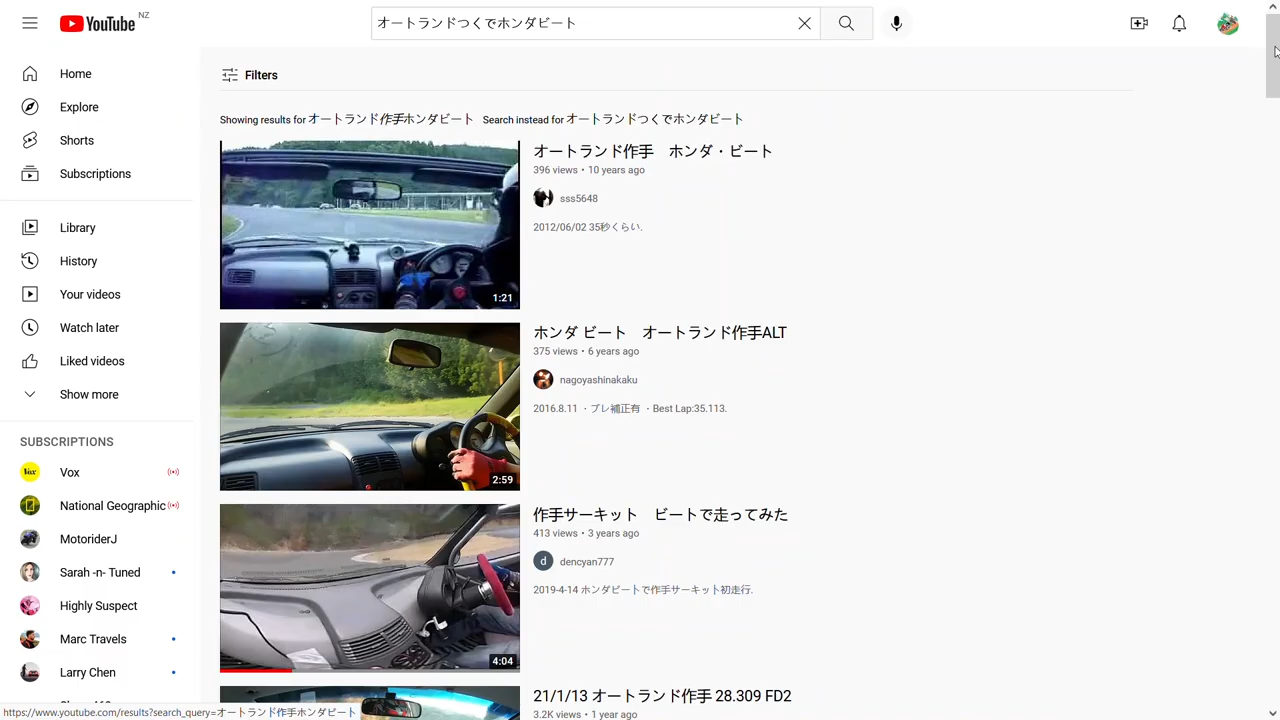 YouTube NZ
オートランドつくでホンダビート
Home
Explore
Shorts
Subscriptions
Library
History
Your videos
Watch later
Liked videos
Show more
SUBSCRIPTIONS
Vox
National Geographic
MotoriderJ
Sarah -n- Tuned
Highly Suspect
Marc Travels
Larry Chen
Filters
Showing results for オートランド作手ホンダビート Search instead for オートランドつくでホンダビート
オートランド作手　ホンダ・ビート
396 views • 10 years ago
sss5648
2012/06/02 35秒くらい.
1:21
ホンダ ビート　オートランド作手ALT
375 views • 6 years ago
nagoyashinakaku
2016.8.11 ・ブレ補正有 ・Best Lap:35.113.
2:59
作手サーキット　ビートで走ってみた
413 views • 3 years ago
d
dencyan777
2019-4-14 ホンダビートで作手サーキット初走行.
4:04
21/1/13 オートランド作手 28.309 FD2
3.2K views • 1 year ago
https://www.youtube.com/results?search_query=オートランド作手ホンダビート